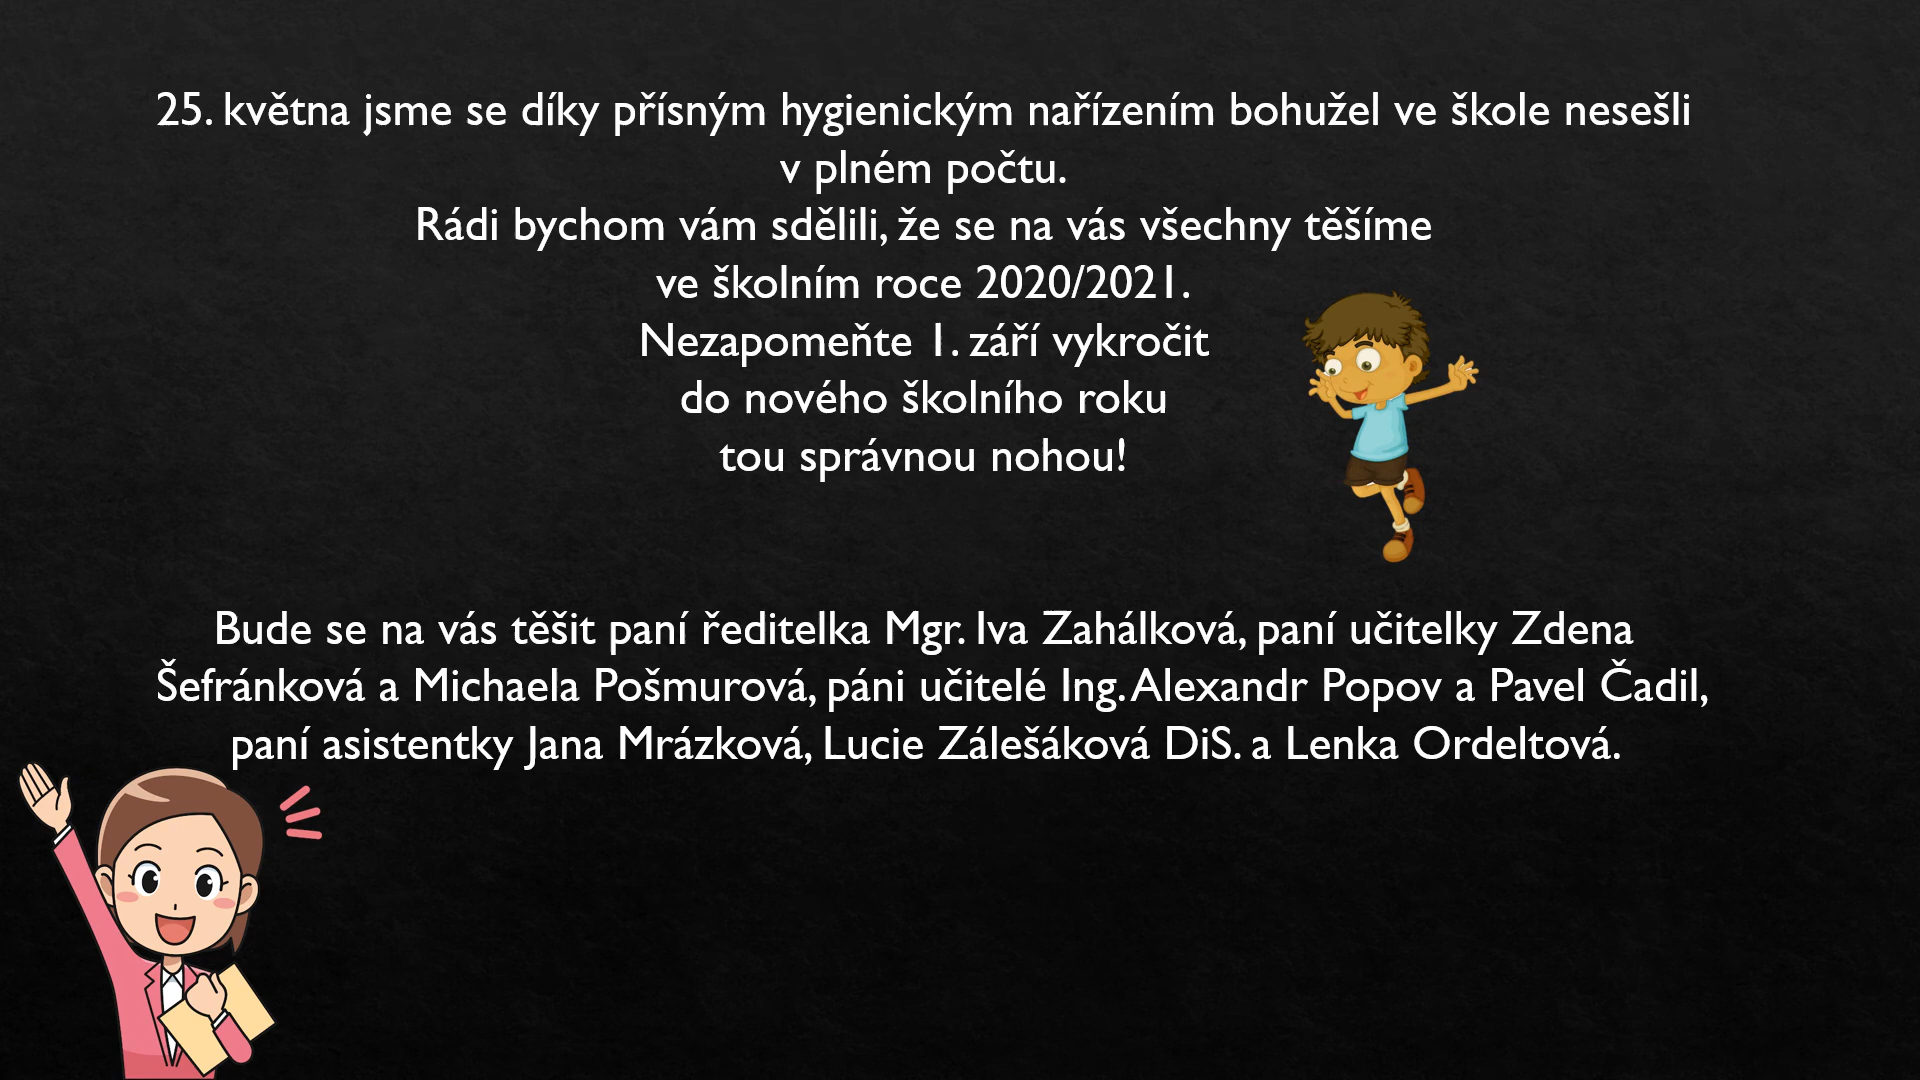 25. května jsme se díky přísným hygienickým nařízením bohužel ve škole nesešli
v plném počtu.
Rádi bychom vám sdělili, že se na vás všechny těšíme
ve školním roce 2020/2021.
Nezapomeňte 1. září vykročit
do nového školního roku
tou správnou nohou!
Bude se na vás těšit paní ředitelka Mgr. Iva Zahálková, paní učitelky Zdena
Šefránková a Michaela Pošmurová, páni učitelé Ing. Alexandr Popov a Pavel Čadil,
paní asistentky Jana Mrázková, Lucie Zálešáková DiS. a Lenka Ordeltová.